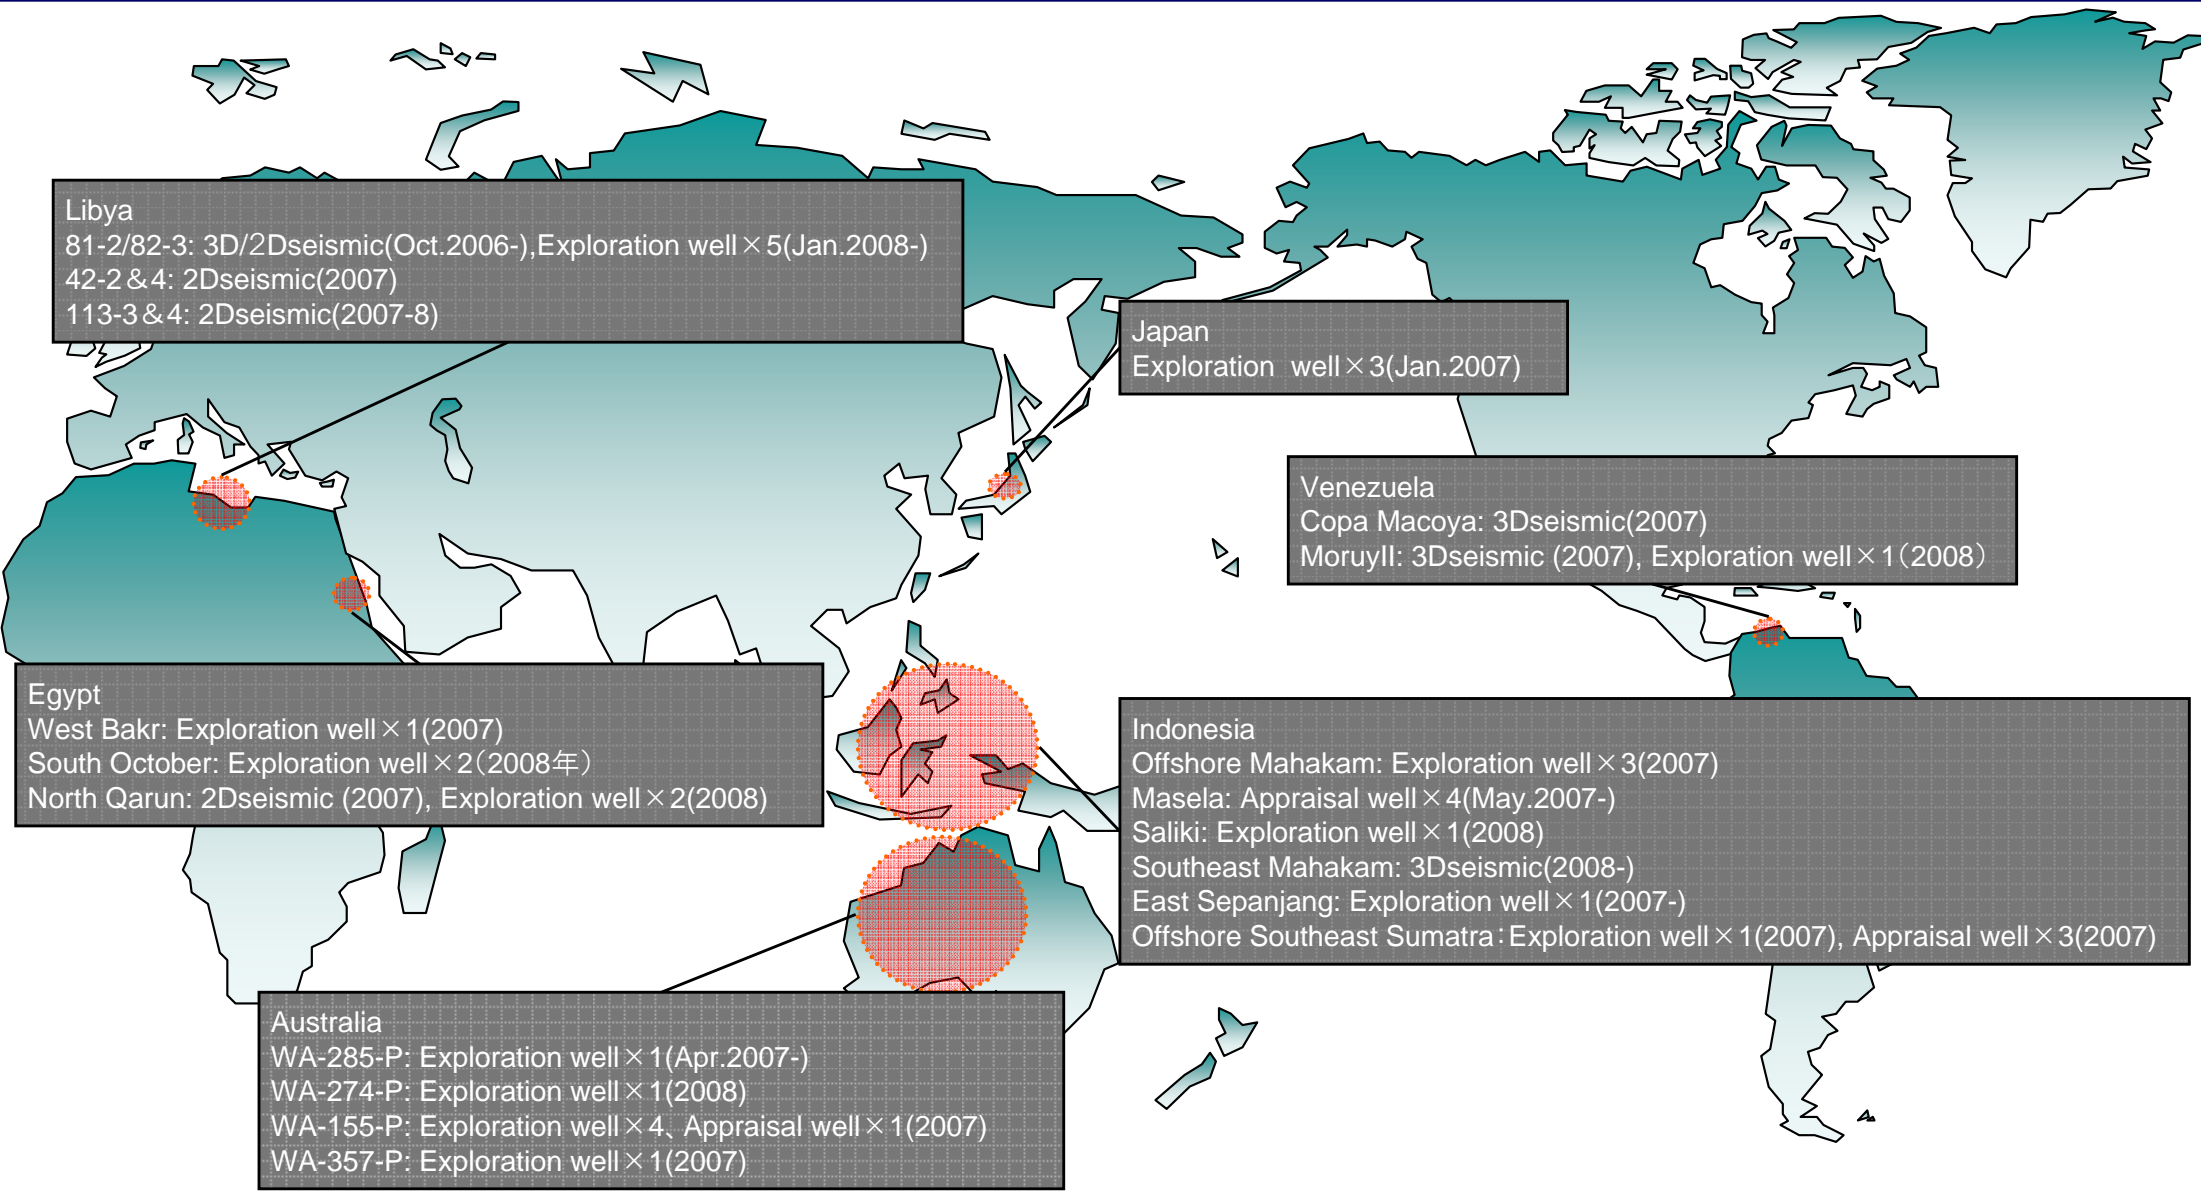 Libya
81-2/82-3: 3D/2Dseismic(Oct.2006-),Exploration well×5(Jan.2008-)
42-2＆4: 2Dseismic(2007)
113-3＆4: 2Dseismic(2007-8)
Japan
Exploration  well×3(Jan.2007)
Venezuela
Copa Macoya: 3Dseismic(2007)
MoruyII: 3Dseismic (2007), Exploration well×1（2008）
Egypt
West Bakr: Exploration well×1(2007)
South October: Exploration well×2（2008年）
North Qarun: 2Dseismic (2007), Exploration well×2(2008)
Indonesia
Offshore Mahakam: Exploration well×3(2007)
Masela: Appraisal well×4(May.2007-)
Saliki: Exploration well×1(2008)
Southeast Mahakam: 3Dseismic(2008-)
East Sepanjang: Exploration well×1(2007-)
Offshore Southeast Sumatra：Exploration well×1(2007), Appraisal well×3(2007)
Australia
WA-285-P: Exploration well×1(Apr.2007-)
WA-274-P: Exploration well×1(2008)
WA-155-P: Exploration well×4、Appraisal well×1(2007)
WA-357-P: Exploration well×1(2007)